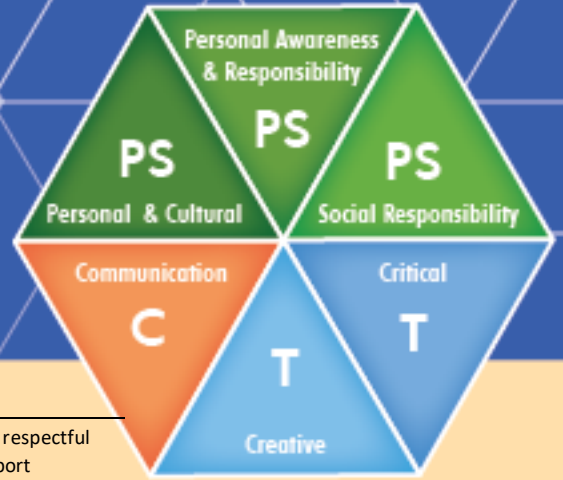 Personal Awareness
& Responsibility
PS
PS
PS
Personal & Cultural
Social Responsibility
Communication
Critical
C
T
T
Creative
respectful
port